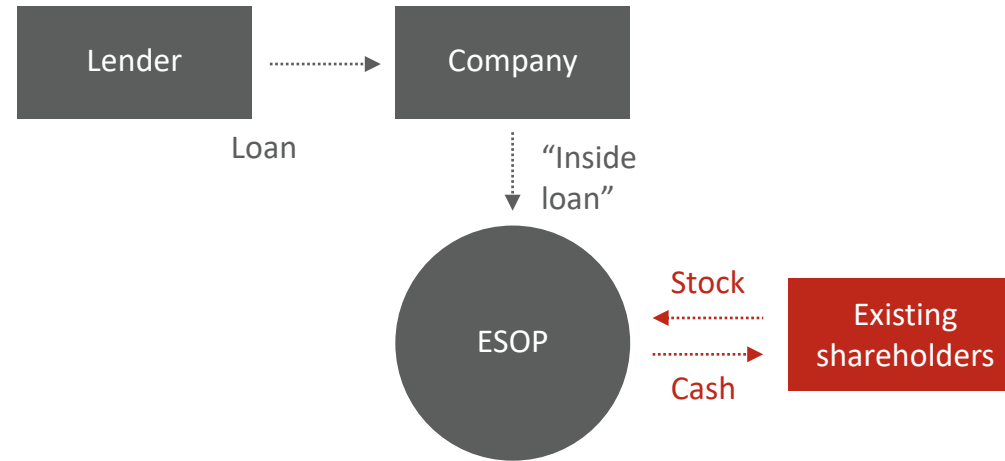 Lender
Company
Loan
“Inside
loan”
Stock
ESOP
Existing
shareholders
Cash